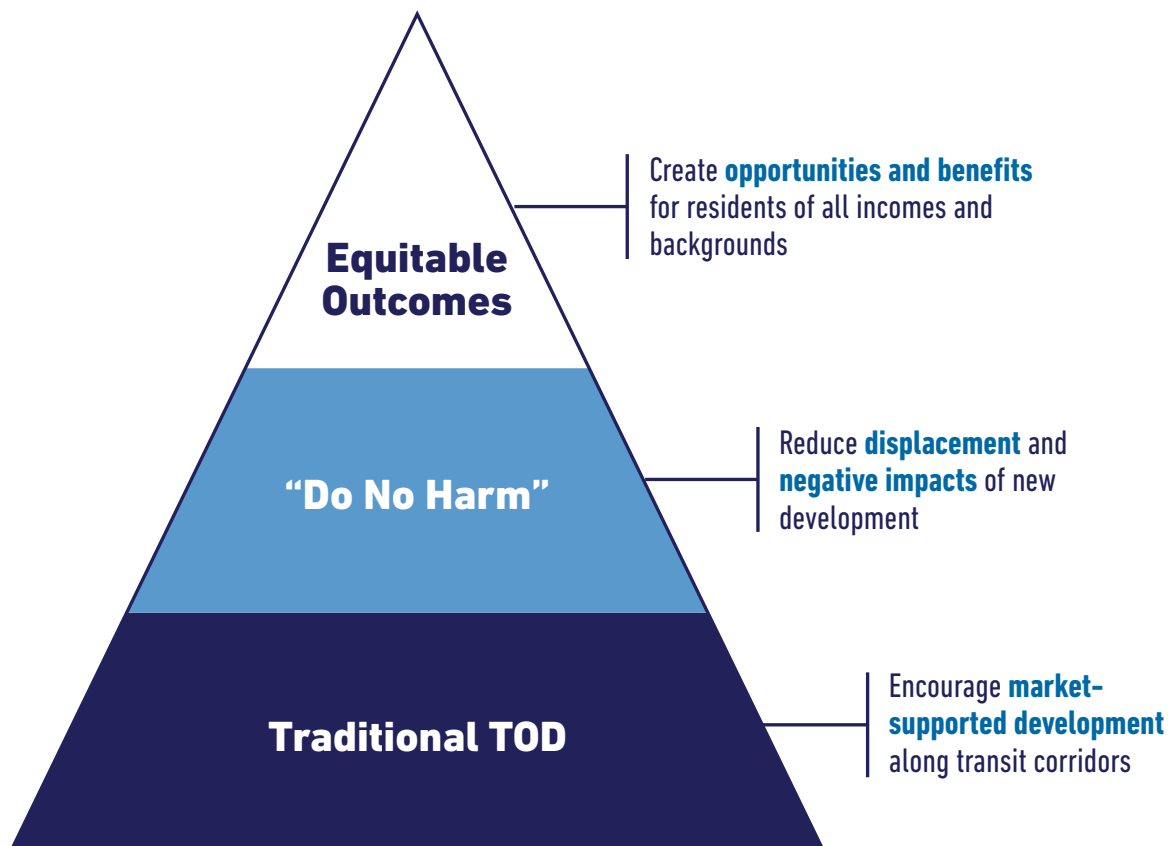 Create opportunities and benefits
for residents of all incomes and
backgrounds
Equitable
Outcomes
Reduce displacement and
negative impacts of new
development
“Do No Harm”
Encourage market-
supported development
along transit corridors
Traditional TOD